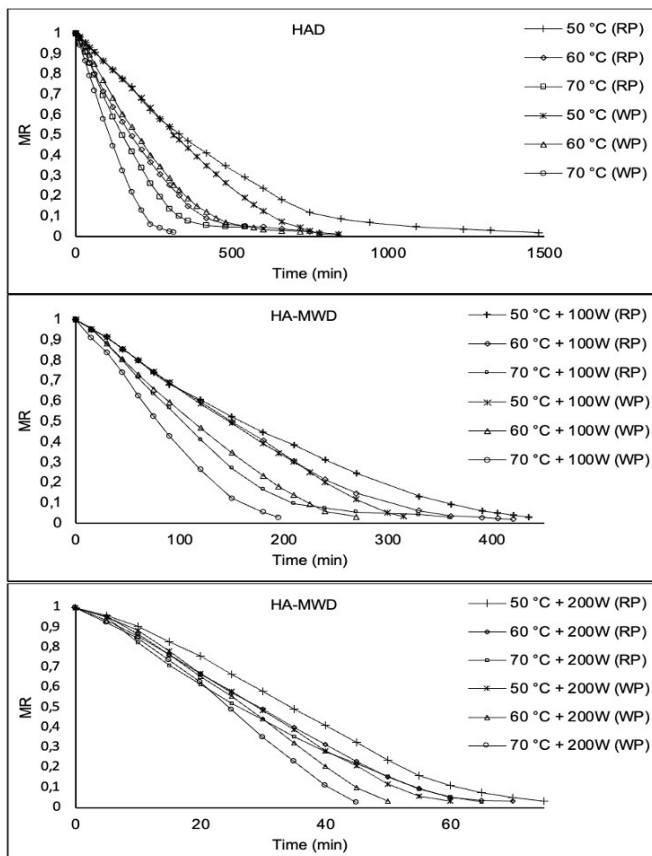 HAD
1
0,9
0,8
0,7
0,6
0,5
0,4
0,3
0,2
0,1
0
MR
0 500 1000 1500
Time (min)
50 °C (RP)
60 °C (RP)
70 °C (RP)
50 °C (WP)
60 °C (WP)
70 °C (WP)
HA-MWD
1
0,9
0,8
0,7
0,6
0,5
0,4
0,3
0,2
0,1
0
MR
0 100 200 300 400
Time (min)
50 °C + 100W (RP)
60 °C + 100W (RP)
70 °C + 100W (RP)
50 °C + 100W (WP)
60 °C + 100W (WP)
70 °C + 100W (WP)
HA-MWD
1
0,9
0,8
0,7
0,6
0,5
0,4
0,3
0,2
0,1
0
MR
0 20 40 60
Time (min)
50 °C + 200W (RP)
60 °C + 200W (RP)
70 °C + 200W (RP)
50 °C + 200W (WP)
60 °C + 200W (WP)
70 °C + 200W (WP)